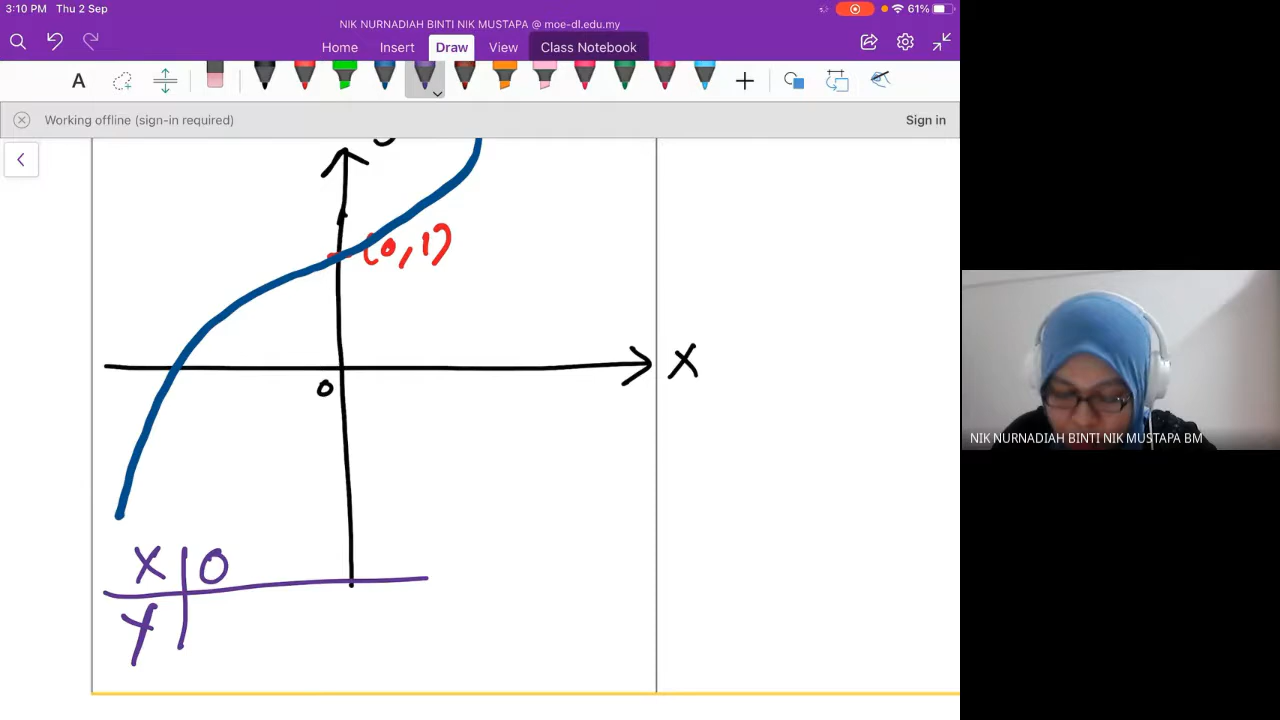 3:10 PM Thu 2 Sep
61%
NIK NURNADIAH BINTI NIK MUSTAPA @ moe-dl.edu.my
Home Insert Draw View Class Notebook
A
Working offline (sign-in required) Sign in
(0, 1)
X
0
X 0
Y
NIK NURNADIAH BINTI NIK MUSTAPA BM